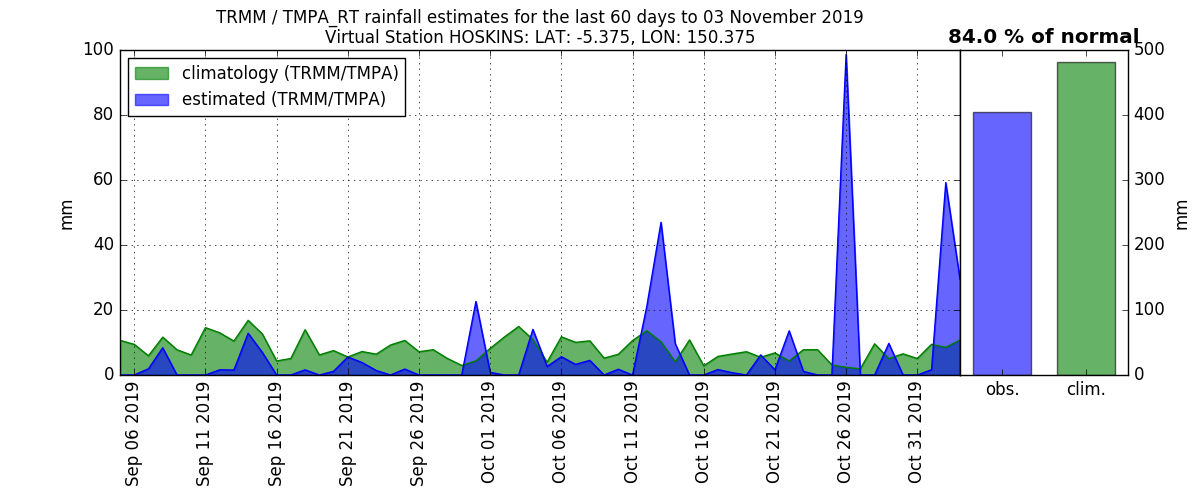 TRMM / TMPA_RT rainfall estimates for the last 60 days to 03 November 2019
Virtual Station HOSKINS: LAT: -5.375, LON: 150.375
84.0 % of normal
climatology (TRMM/TMPA)
estimated (TRMM/TMPA)
100
80
60
40
20
0
mm
500
400
300
200
100
0
mm
Sep 06 2019
Sep 11 2019
Sep 16 2019
Sep 21 2019
Sep 26 2019
Oct 01 2019
Oct 06 2019
Oct 11 2019
Oct 16 2019
Oct 21 2019
Oct 26 2019
Oct 31 2019
obs.
clim.